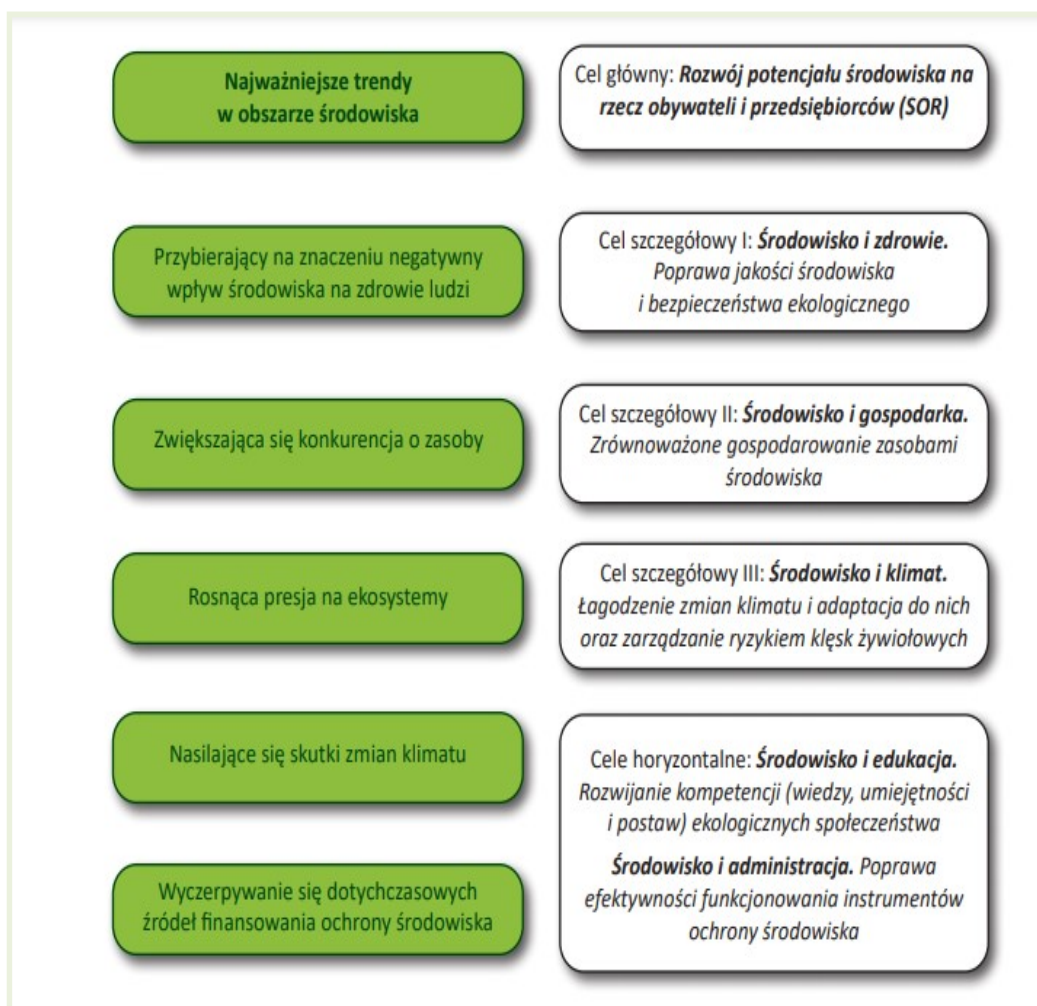 Najważniejsze trendy
w obszarze środowiska
Cel główny: Rozwój potencjału środowiska na
rzecz obywateli i przedsiębiorców (SOR)
Przybierający na znaczeniu negatywny
wpływ środowiska na zdrowie ludzi
Cel szczegółowy I: Środowisko i zdrowie.
Poprawa jakości środowiska
i bezpieczeństwa ekologicznego
Zwiększająca się konkurencja o zasoby
Cel szczegółowy II: Środowisko i gospodarka.
Zrównoważone gospodarowanie zasobami
środowiska
Rosnąca presja na ekosystemy
Cel szczegółowy III: Środowisko i klimat.
Łagodzenie zmian klimatu i adaptacja do nich
oraz zarządzanie ryzykiem klęsk żywiołowych
Nasilające się skutki zmian klimatu
Cele horyzontalne: Środowisko i edukacja.
Rozwijanie kompetencji (wiedzy, umiejętności
i postaw) ekologicznych społeczeństwa
Środowisko i administracja. Poprawa
efektywności funkcjonowania instrumentów
ochrony środowiska
Wyczerpywanie się dotychczasowych
źródeł finansowania ochrony środowiska